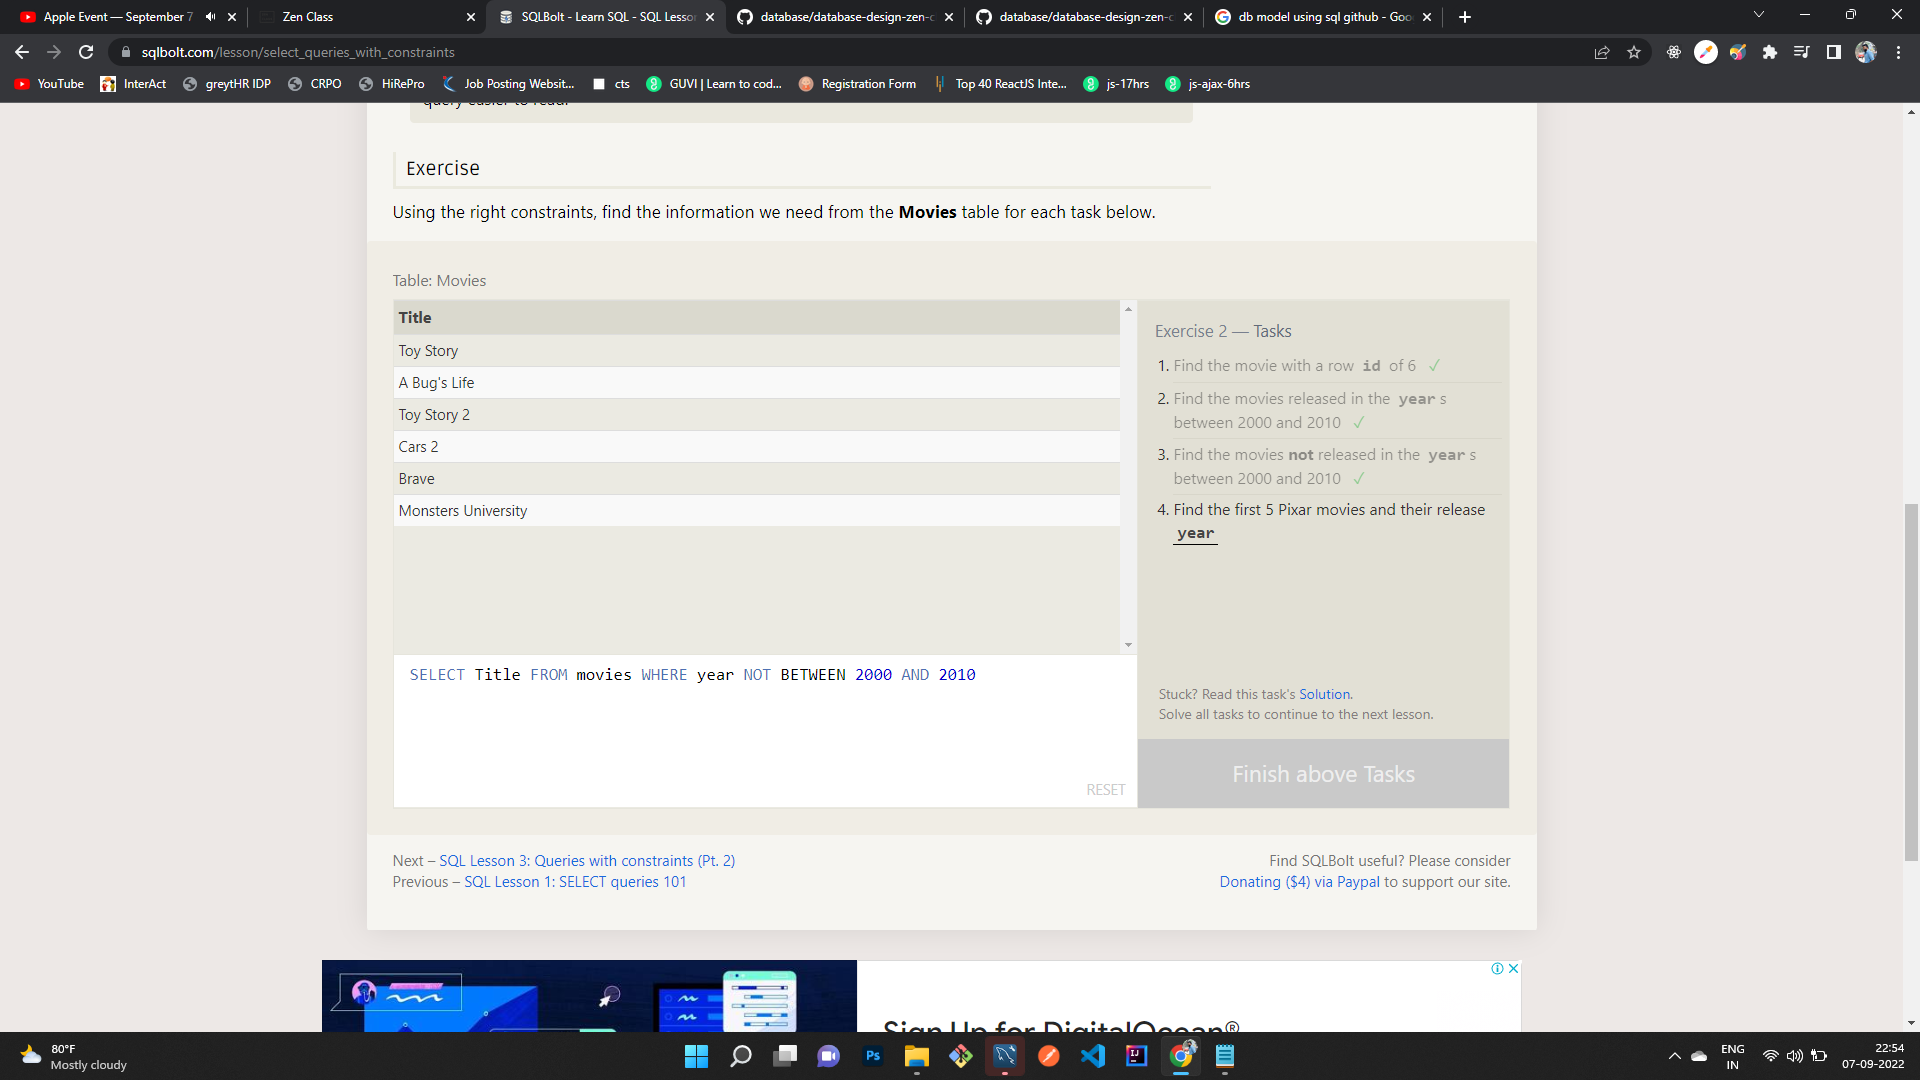 Apple Event — September 7
Zen Class
SQLBolt - Learn SQL - SQL Lesson
database/database-design-zen-c
database/database-design-zen-c
db model using sql github - Goo
sqlbolt.com/lesson/select_queries_with_constraints
YouTube
InterAct
greytHR IDP
CRPO
HiRePro
Job Posting Websit...
cts
GUVI | Learn to cod...
Registration Form
Top 40 ReactJS Inte...
js-17hrs
js-ajax-6hrs
query easier to read.
Exercise
Using the right constraints, find the information we need from the Movies table for each task below.
Table: Movies
Title
Toy Story
A Bug's Life
Toy Story 2
Cars 2
Brave
Monsters University
SELECT Title FROM movies WHERE year NOT BETWEEN 2000 AND 2010
RESET
Exercise 2 — Tasks
1. Find the movie with a row id of 6 ✓
2. Find the movies released in the year s
between 2000 and 2010 ✓
3. Find the movies not released in the year s
between 2000 and 2010 ✓
4. Find the first 5 Pixar movies and their release
year
Stuck? Read this task's Solution.
Solve all tasks to continue to the next lesson.
Finish above Tasks
Next – SQL Lesson 3: Queries with constraints (Pt. 2)
Previous – SQL Lesson 1: SELECT queries 101
Find SQLBolt useful? Please consider
Donating ($4) via Paypal to support our site.
Sign Up for DigitalOcean®
80°F
Mostly cloudy
Ps
IJ
ENG
IN
22:54
07-09-2022